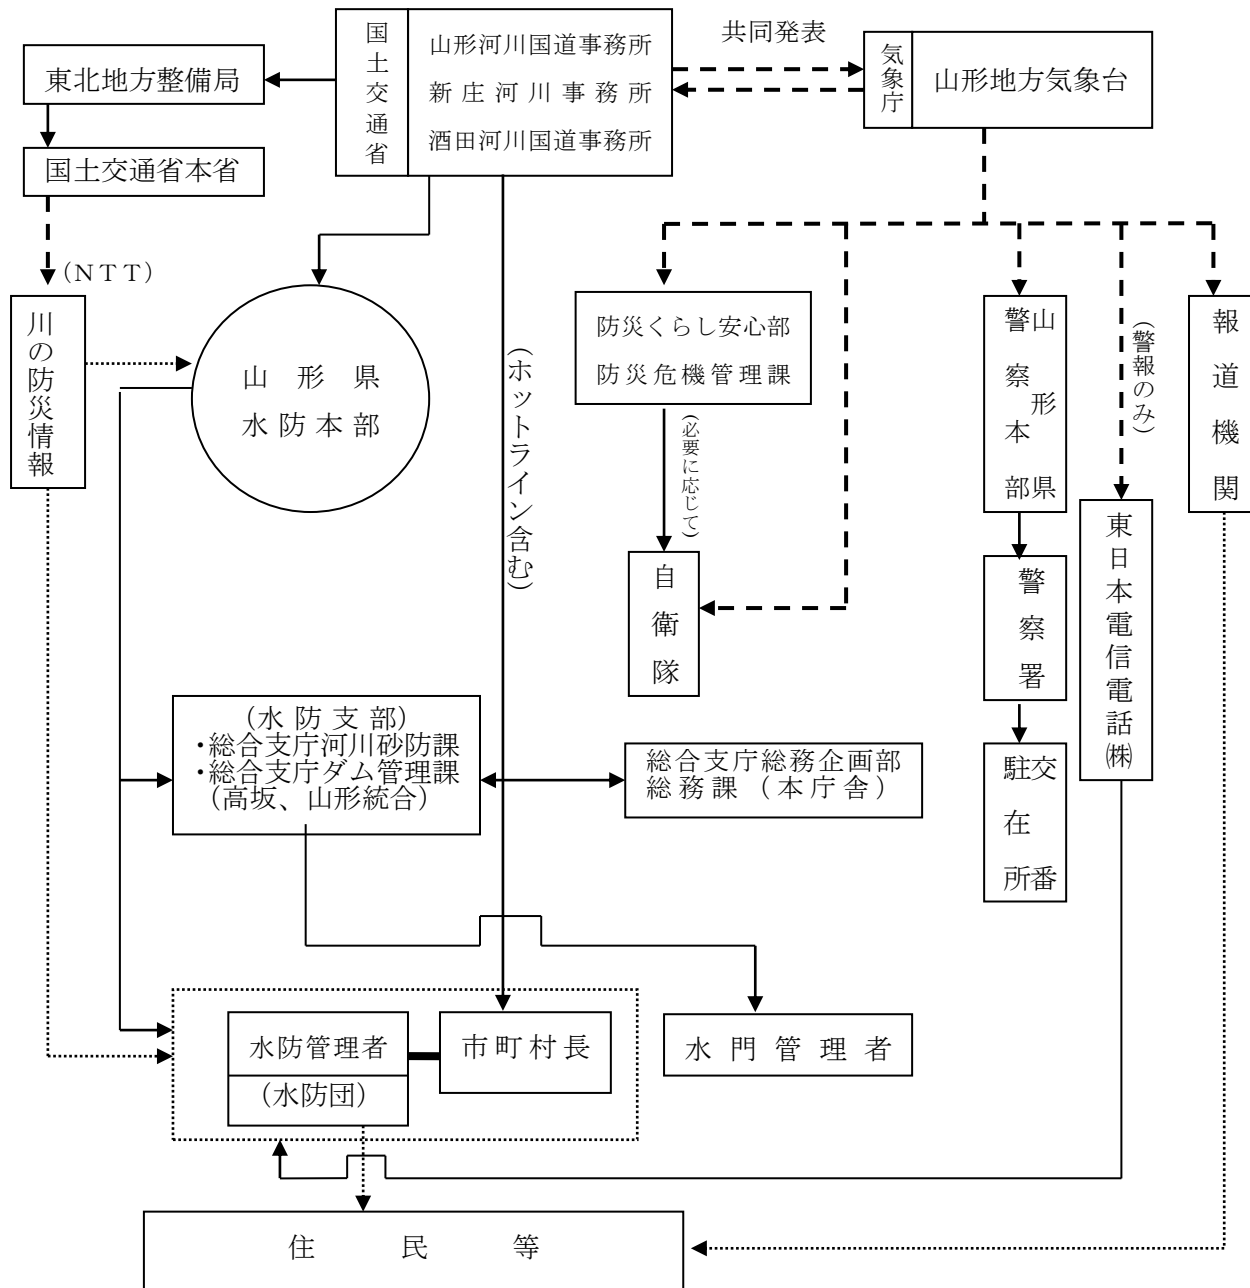 国土交通省
山形河川国道事務所
新庄河川事務所
酒田河川国道事務所
共同発表
気象庁
山形地方気象台
東北地方整備局
国土交通省本省
(NTT)
川の防災情報
山形県
水防本部
(ホットライン含む)
防災くらし安心部
防災危機管理課
(必要に応じて)
自衛隊
山形県
警察本部
警察署
交番
駐在所
(警報のみ)
東日本電信電話㈱
報道機関
(水防支部)
・総合支庁河川砂防課
・総合支庁ダム管理課
(高坂、山形統合)
総合支庁総務企画部
総務課(本庁舎)
水防管理者
(水防団)
市町村長
水門管理者
住民等